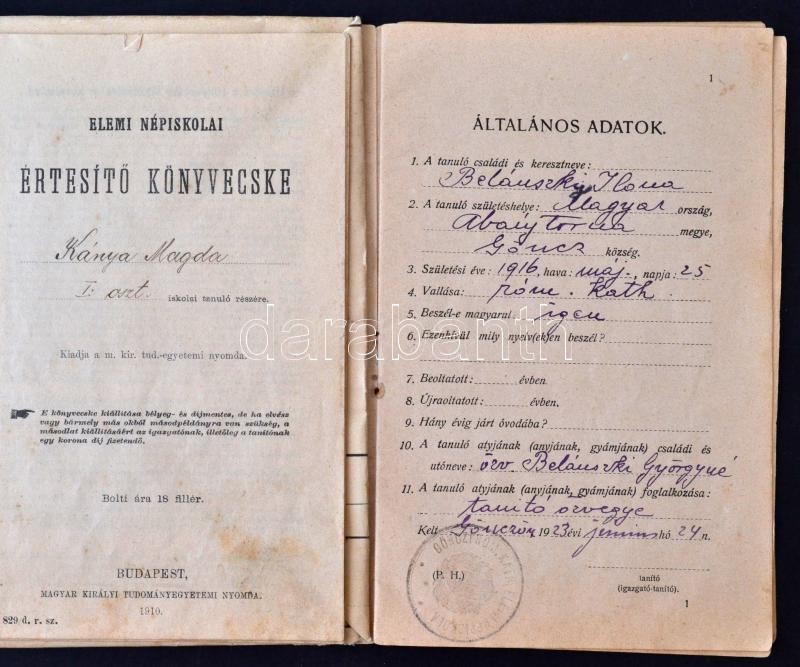 ELEMI NÉPISKOLAI
ÉRTESÍTŐ KÖNYVECSKE
Kánya Magda
I. oszt. iskolai tanuló részére.
Kiadja a m. kir. tud.-egyetemi nyomda.
E könyvecske kiállítása bélyeg- és díjmentes, de ha elvész
vagy bármely más okból másodpéldányra van szükség, a
másodlat kiállításáért az igazgatónak, illetőleg a tanítónak
egy korona díj fizetendő.
Bolti ára 18 fillér.
BUDAPEST,
MAGYAR KIRÁLYI TUDOMÁNYEGYETEMI NYOMDA.
1910.
829 d. r. sz.
1
ÁLTALÁNOS ADATOK.
1. A tanuló családi és keresztneve:
Belánszki Ilona
2. A tanuló születéshelye: Magyar ország,
Abaúj Torna megye,
Göncz község.
3. Születési éve: 1916, hava: máj., napja: 25
4. Vallása: róm. Kath.
5. Beszél-e magyarul igen
6. Ezenkívül mily nyelv(ek)en beszél?
7. Beoltatott: évben.
8. Újraoltatott: évben.
9. Hány évig járt óvodába?
10. A tanuló atyjának (anyjának, gyámjának) családi és
utóneve: özv. Belánszki Györgyné
11. A tanuló atyjának (anyjának, gyámjának) foglalkozása:
tanító özvegye
Kelt Gönczön, 1923 évi junius hó 24 n.
(P. H.)
tanító
(igazgató-tanító).
1
darabanth